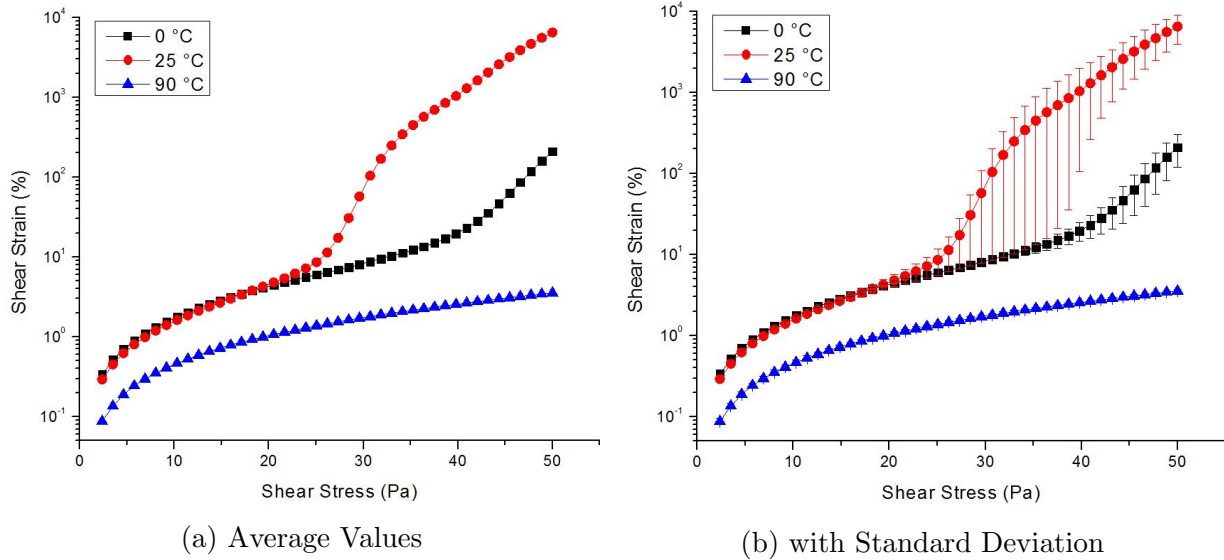 10⁴
10³
10²
10¹
10⁰
10⁻¹
Shear Strain (%)
0 °C
25 °C
90 °C
0
10
20
30
40
50
Shear Stress (Pa)
(a) Average Values
10⁴
10³
10²
10¹
10⁰
10⁻¹
Shear Strain (%)
0 °C
25 °C
90 °C
0
10
20
30
40
50
Shear Stress (Pa)
(b) with Standard Deviation